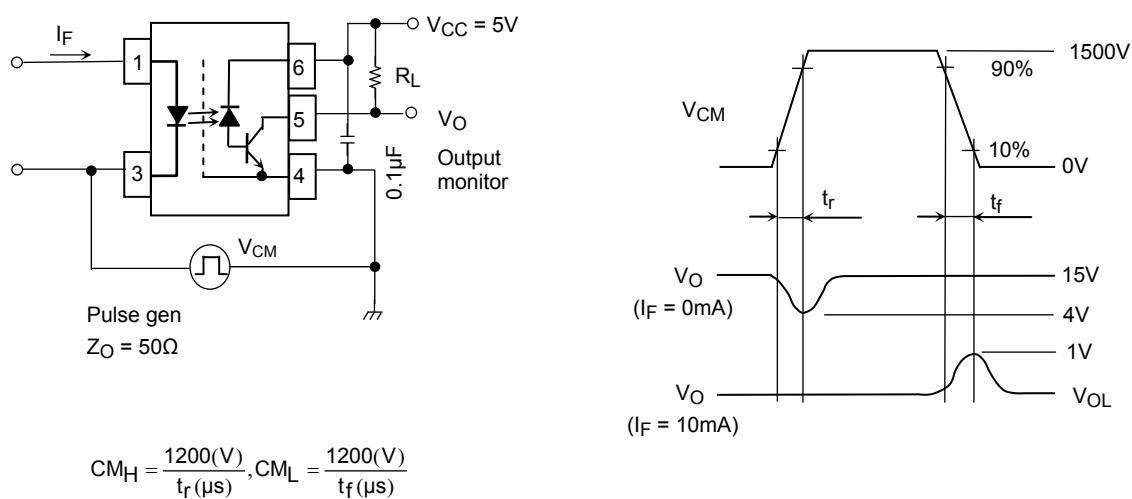 I_F
1
3
6
5
4
V_CC = 5V
R_L
V_O
Output
monitor
0.1µF
V_CM
Pulse gen
Z_O = 50Ω
V_CM
1500V
90%
10%
0V
t_r
t_f
V_O
(I_F = 0mA)
15V
4V
1V
V_O
(I_F = 10mA)
V_OL
CM_H = 1200(V) / t_r(µs), CM_L = 1200(V) / t_f(µs)